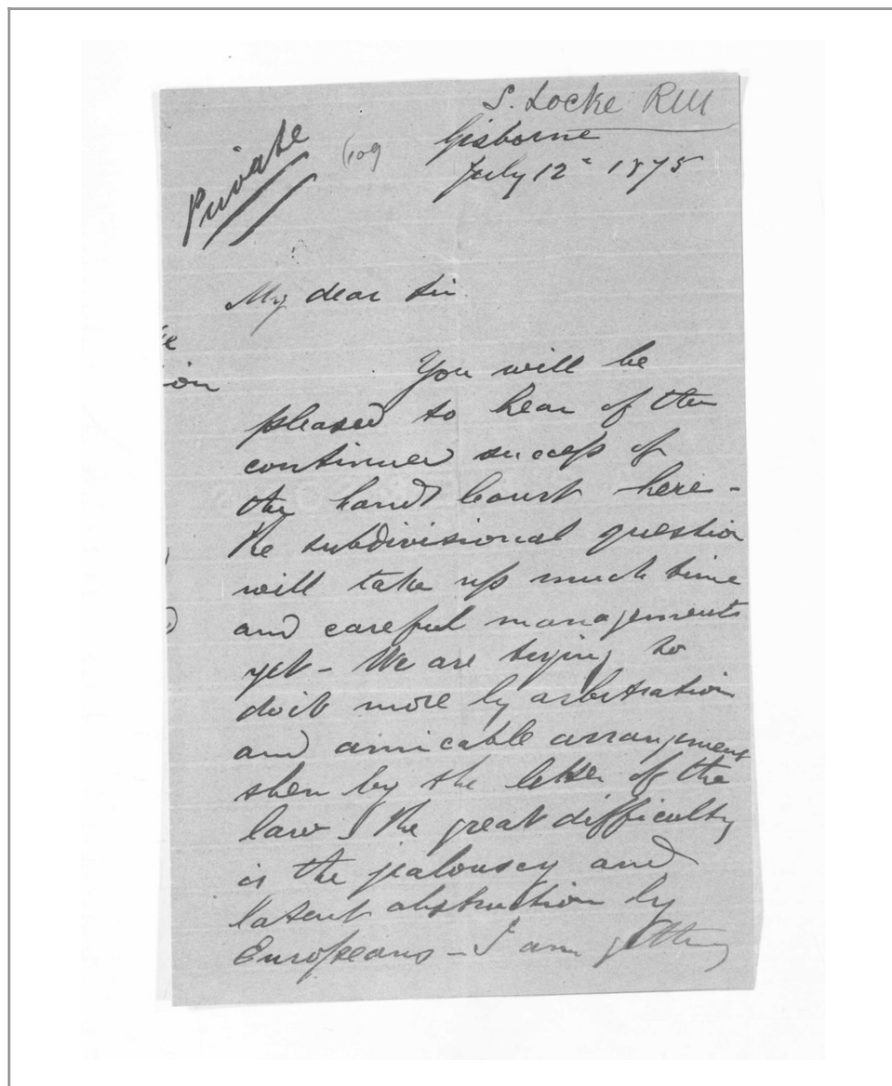 S. Locke RM
Private
Gisborne
July 12th 1875
My dear Sir
You will be
pleased to hear of the
continued success of
the Land Court here -
the subdivisional question
will take up much time
and careful management
yet - We are trying to
do it more by arbitration
and amicable arrangement
then by the letter of the
law. The great difficulty
is the jealousy and
latent obstruction by
Europeans - I am getting